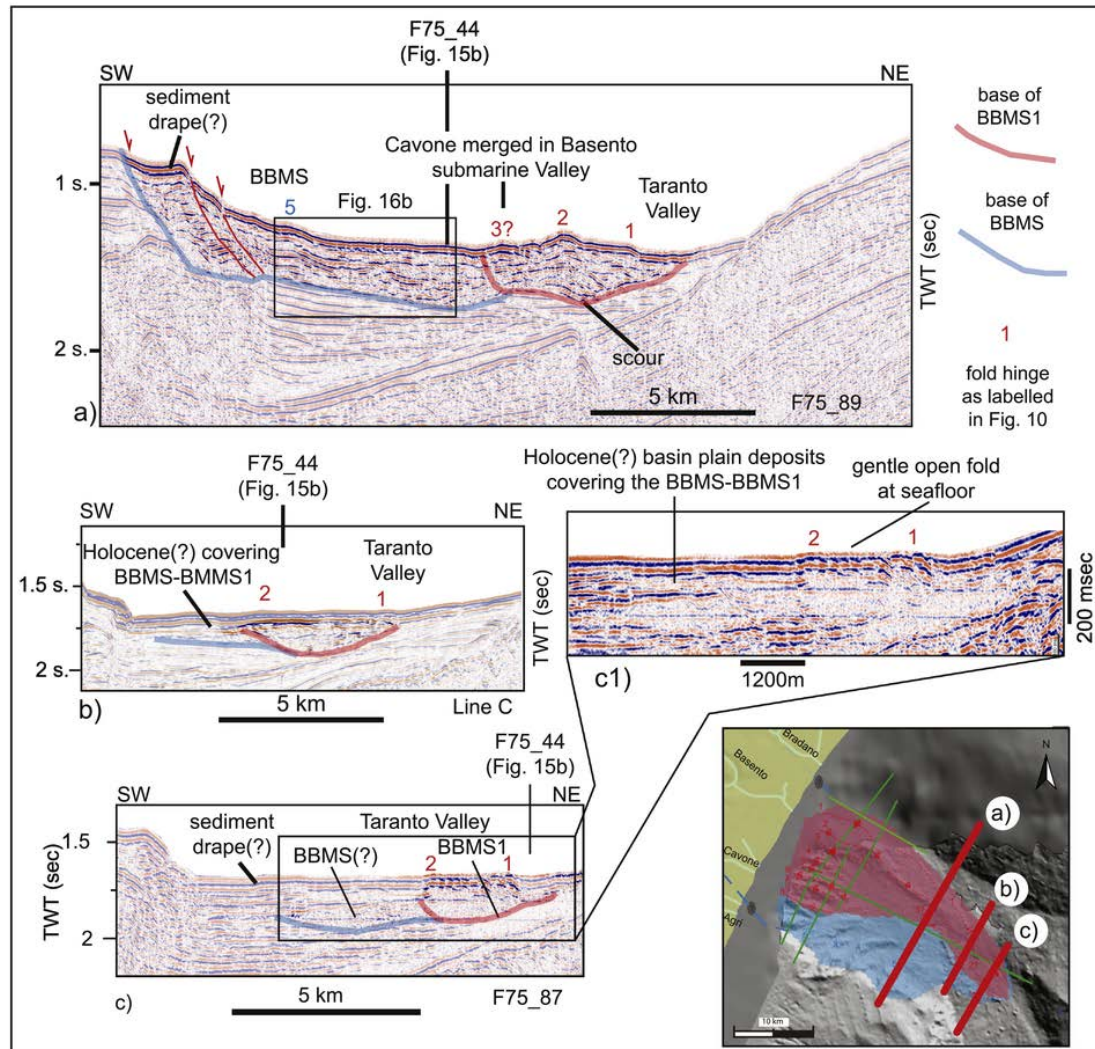 F75_44
(Fig. 15b)
SW
NE
sediment
drape(?)
Cavone merged in Basento
submarine Valley
BBMS
5
Fig. 16b
3?
2
1
Taranto
Valley
1 s.
2 s.
TWT (sec)
scour
5 km
F75_89
a)
base of
BBMS1
base of
BBMS
1
fold hinge
as labelled
in Fig. 10
F75_44
(Fig. 15b)
SW
NE
Holocene(?) covering
BBMS-BMMS1
2
1
Taranto
Valley
1.5 s.
2 s.
TWT (sec)
b)
5 km
Line C
Holocene(?) basin plain deposits
covering the BBMS-BBMS1
gentle open fold
at seafloor
2
1
200 msec
c1)
1200m
F75_44
(Fig. 15b)
SW
NE
sediment
drape(?)
Taranto Valley
BBMS(?)
2
BBMS1
1
1.5
2
TWT (sec)
c)
5 km
F75_87
Bradano
Basento
Cavone
Agri
N
a)
b)
c)
10 km